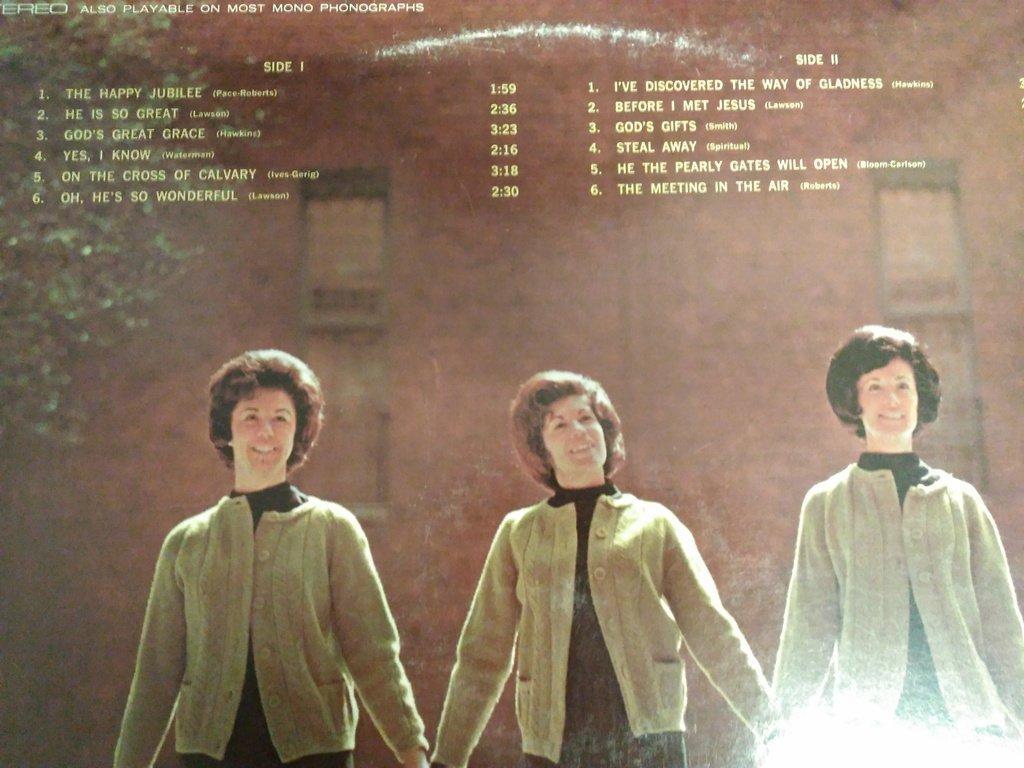 EREO ALSO PLAYABLE ON MOST MONO PHONOGRAPHS
SIDE I
1. THE HAPPY JUBILEE (Pace-Roberts) 1:59
2. HE IS SO GREAT (Lawson) 2:36
3. GOD'S GREAT GRACE (Hawkins) 3:23
4. YES, I KNOW (Waterman) 2:16
5. ON THE CROSS OF CALVARY (Ives-Gerig) 3:18
6. OH, HE'S SO WONDERFUL (Lawson) 2:30
SIDE II
1. I'VE DISCOVERED THE WAY OF GLADNESS (Hawkins)
2. BEFORE I MET JESUS (Lawson)
3. GOD'S GIFTS (Smith)
4. STEAL AWAY (Spiritual)
5. HE THE PEARLY GATES WILL OPEN (Bloom-Carlson)
6. THE MEETING IN THE AIR (Roberts)